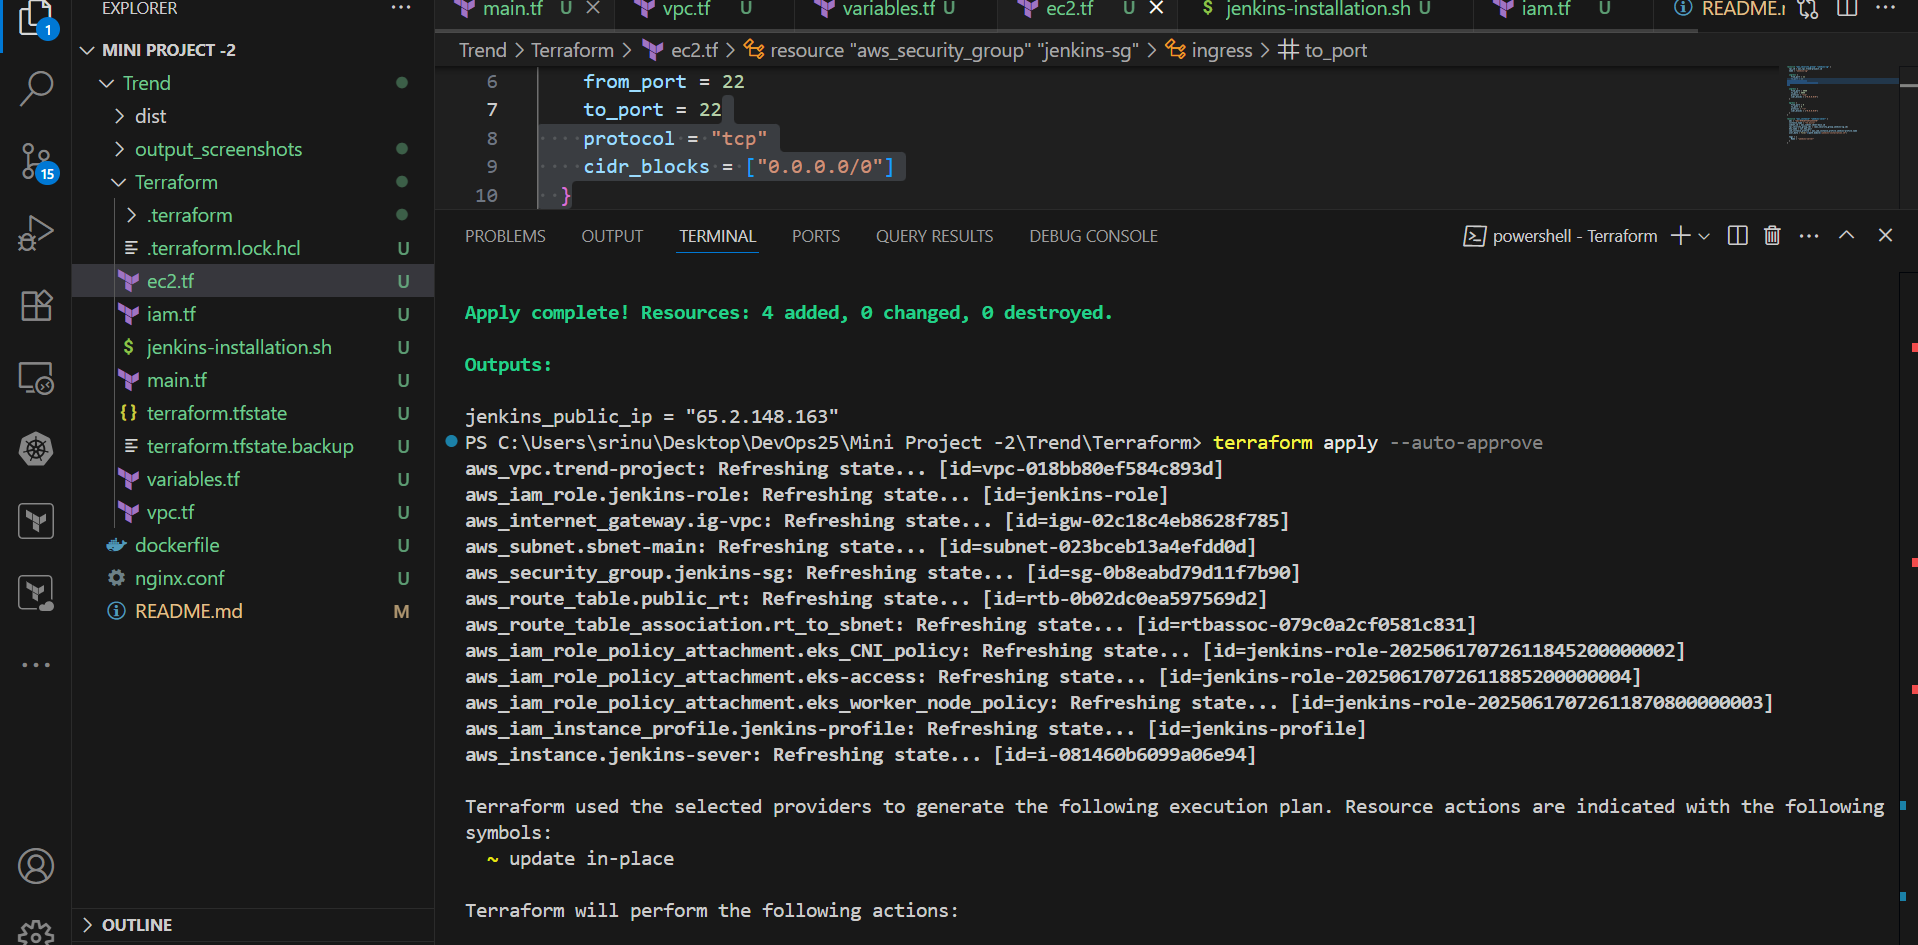 EXPLORER
main.tf U
vpc.tf U
variables.tf U
ec2.tf U
$ jenkins-installation.sh U
iam.tf U
README.
1
MINI PROJECT -2
Trend > Terraform > ec2.tf > resource "aws_security_group" "jenkins-sg" > ingress > to_port
Trend
dist
output_screenshots
15
Terraform
.terraform
.terraform.lock.hcl U
ec2.tf U
iam.tf U
$ jenkins-installation.sh U
main.tf U
{} terraform.tfstate U
terraform.tfstate.backup U
variables.tf U
vpc.tf U
dockerfile U
nginx.conf U
README.md M
OUTLINE
6 from_port = 22
7 to_port = 22
8 protocol = "tcp"
9 cidr_blocks = ["0.0.0.0/0"]
10 }
PROBLEMS OUTPUT TERMINAL PORTS QUERY RESULTS DEBUG CONSOLE powershell - Terraform
Apply complete! Resources: 4 added, 0 changed, 0 destroyed.
Outputs:
jenkins_public_ip = "65.2.148.163"
PS C:\Users\srinu\Desktop\DevOps25\Mini Project -2\Trend\Terraform> terraform apply --auto-approve
aws_vpc.trend-project: Refreshing state... [id=vpc-018bb80ef584c893d]
aws_iam_role.jenkins-role: Refreshing state... [id=jenkins-role]
aws_internet_gateway.ig-vpc: Refreshing state... [id=igw-02c18c4eb8628f785]
aws_subnet.sbnet-main: Refreshing state... [id=subnet-023bceb13a4efdd0d]
aws_security_group.jenkins-sg: Refreshing state... [id=sg-0b8eabd79d11f7b90]
aws_route_table.public_rt: Refreshing state... [id=rtb-0b02dc0ea597569d2]
aws_route_table_association.rt_to_sbnet: Refreshing state... [id=rtbassoc-079c0a2cf0581c831]
aws_iam_role_policy_attachment.eks_CNI_policy: Refreshing state... [id=jenkins-role-20250617072611845200000002]
aws_iam_role_policy_attachment.eks-access: Refreshing state... [id=jenkins-role-20250617072611885200000004]
aws_iam_role_policy_attachment.eks_worker_node_policy: Refreshing state... [id=jenkins-role-20250617072611870800000003]
aws_iam_instance_profile.jenkins-profile: Refreshing state... [id=jenkins-profile]
aws_instance.jenkins-sever: Refreshing state... [id=i-081460b6099a06e94]
Terraform used the selected providers to generate the following execution plan. Resource actions are indicated with the following
symbols:
~ update in-place
Terraform will perform the following actions: